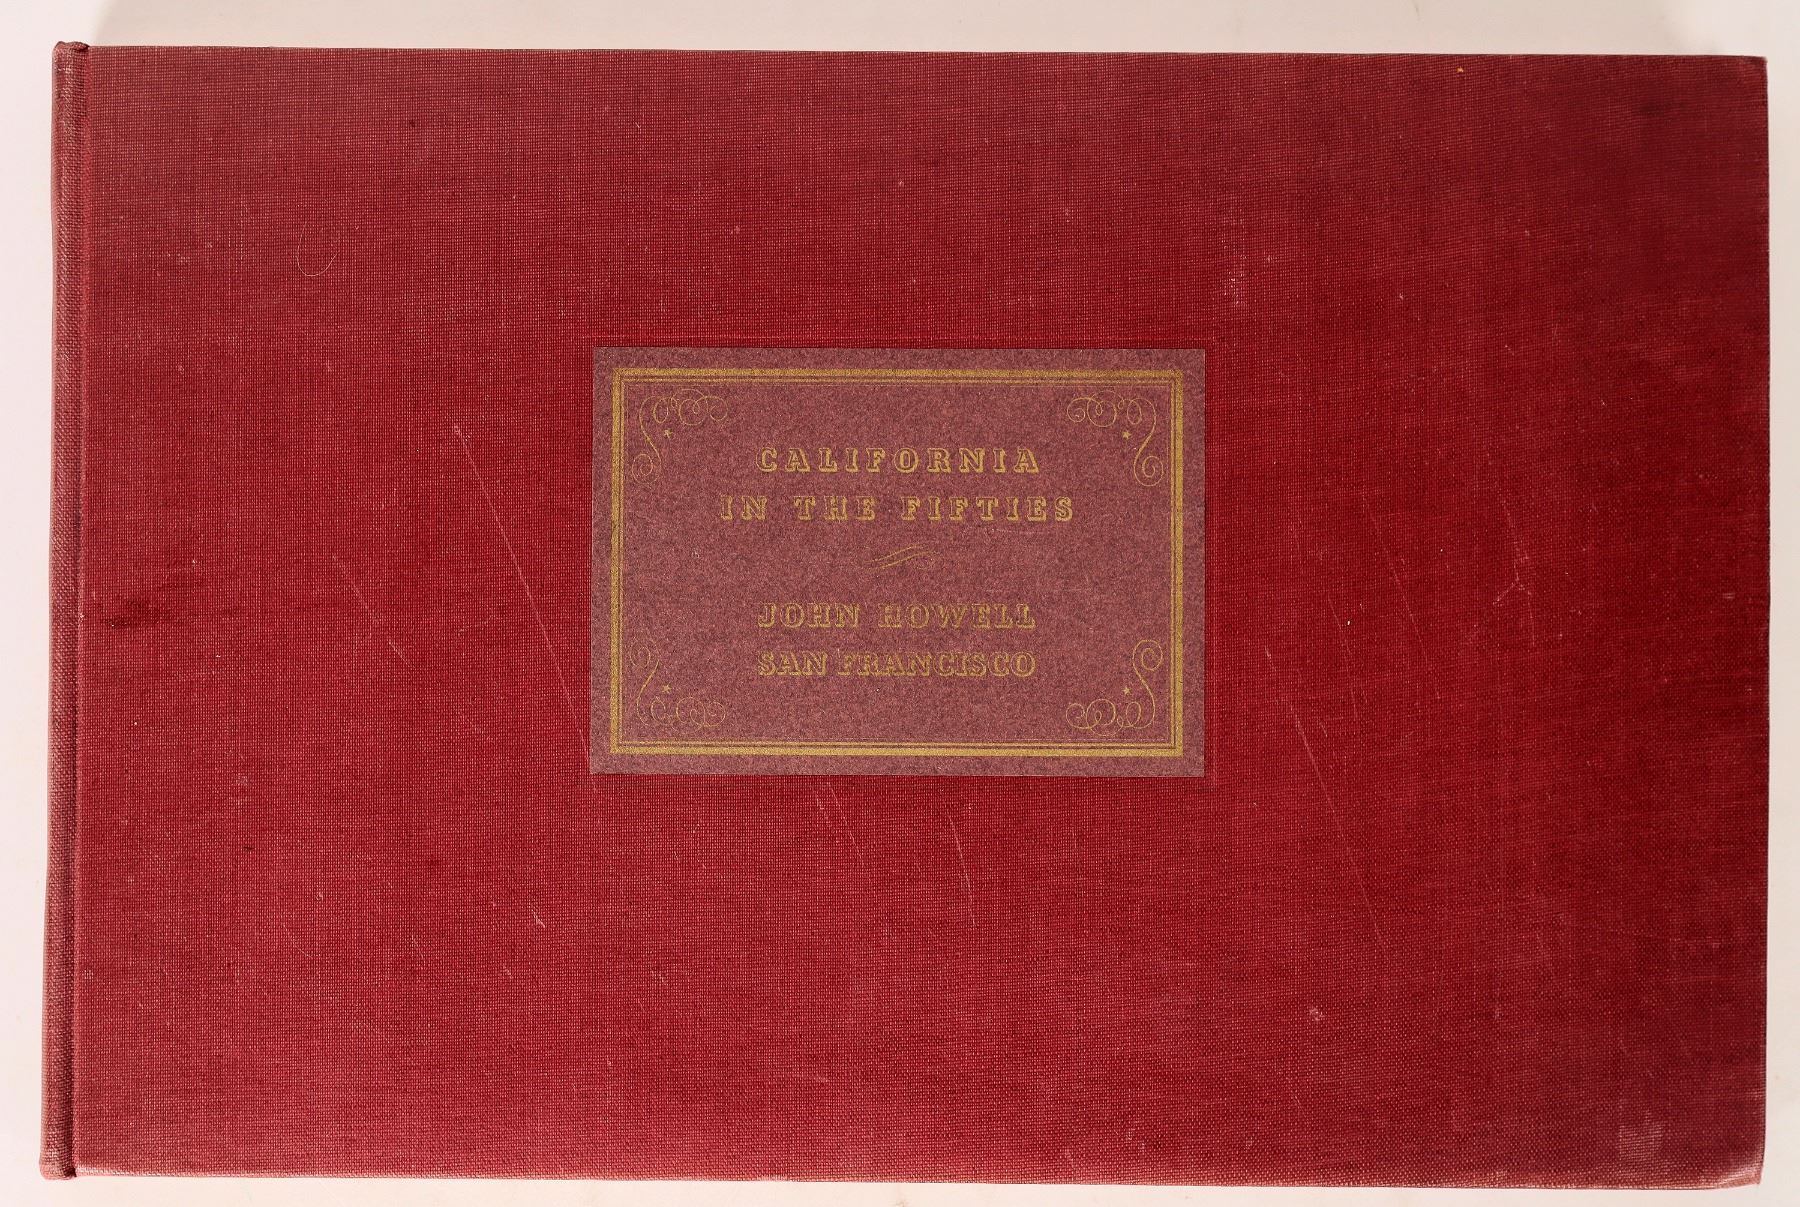 CALIFORNIA
IN THE FIFTIES
JOHN HOWELL
SAN FRANCISCO